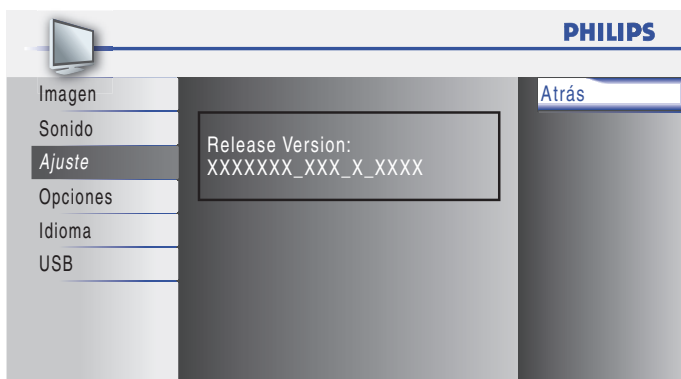 PHILIPS
Imagen
Sonido
Ajuste
Opciones
Idioma
USB
Release Version:
XXXXXXX_XXX_X_XXXX
Atrás